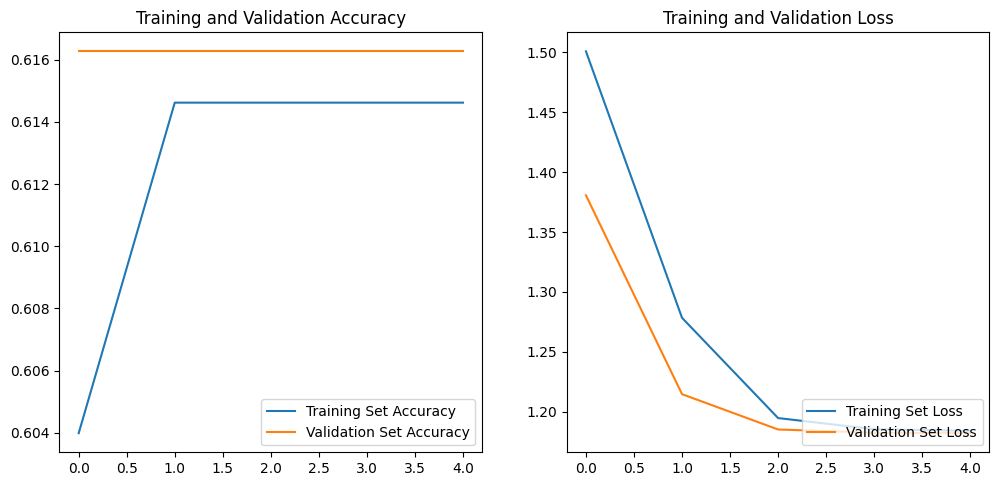 Training and Validation Accuracy
0.616
0.614
0.612
0.610
0.608
0.606
0.604
Training Set Accuracy
Validation Set Accuracy
0.0 0.5 1.0 1.5 2.0 2.5 3.0 3.5 4.0
Training and Validation Loss
1.50
1.45
1.40
1.35
1.30
1.25
1.20
Training Set Loss
Validation Set Loss
0.0 0.5 1.0 1.5 2.0 2.5 3.0 3.5 4.0